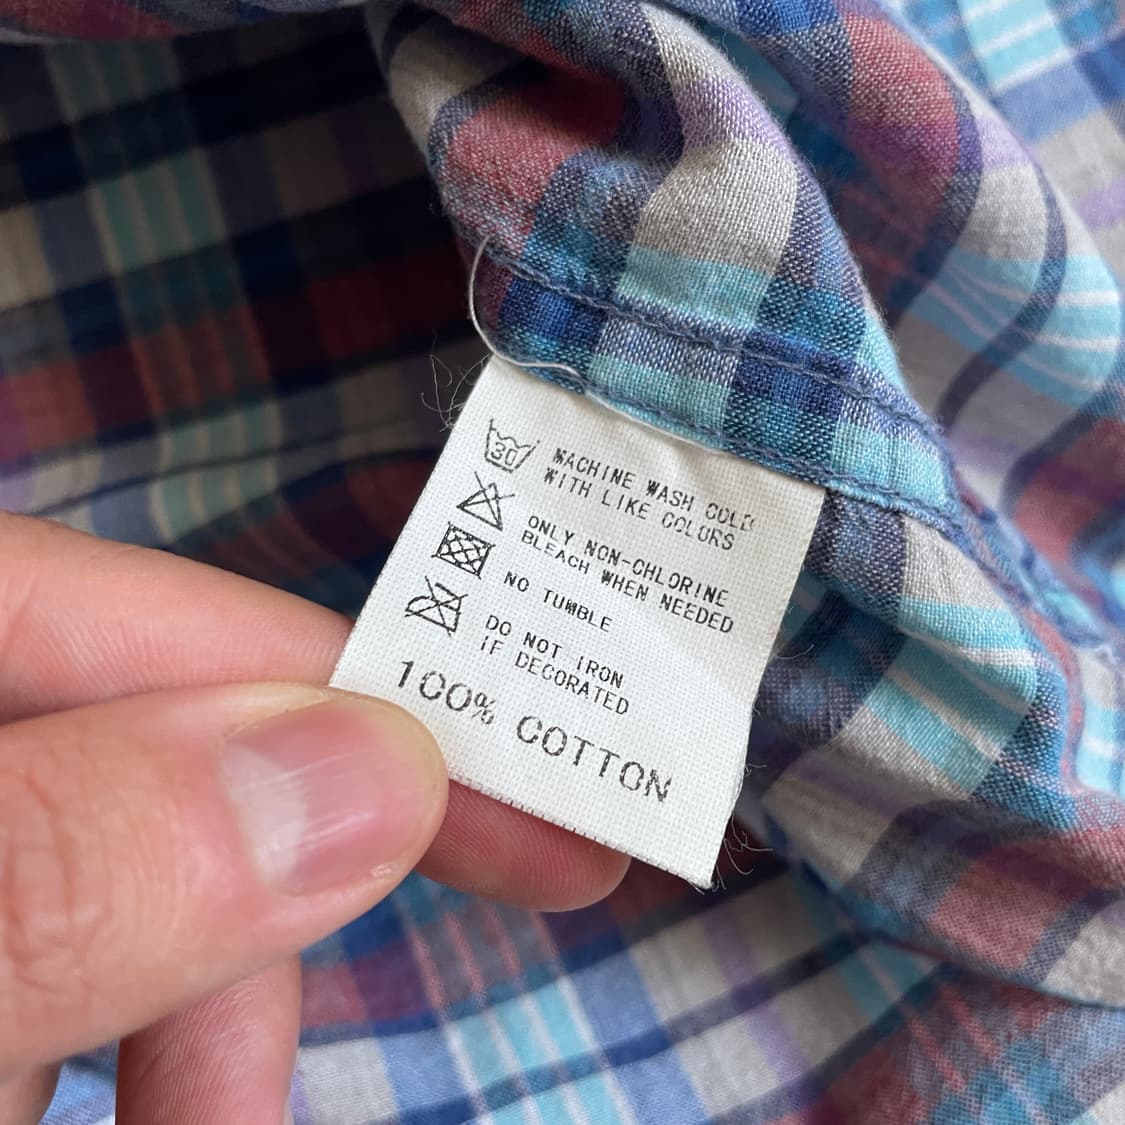 30
MACHINE WASH COLD
WITH LIKE COLORS
ONLY NON-CHLORINE
BLEACH WHEN NEEDED
NO TUMBLE
DO NOT IRON
IF DECORATED
100% COTTON